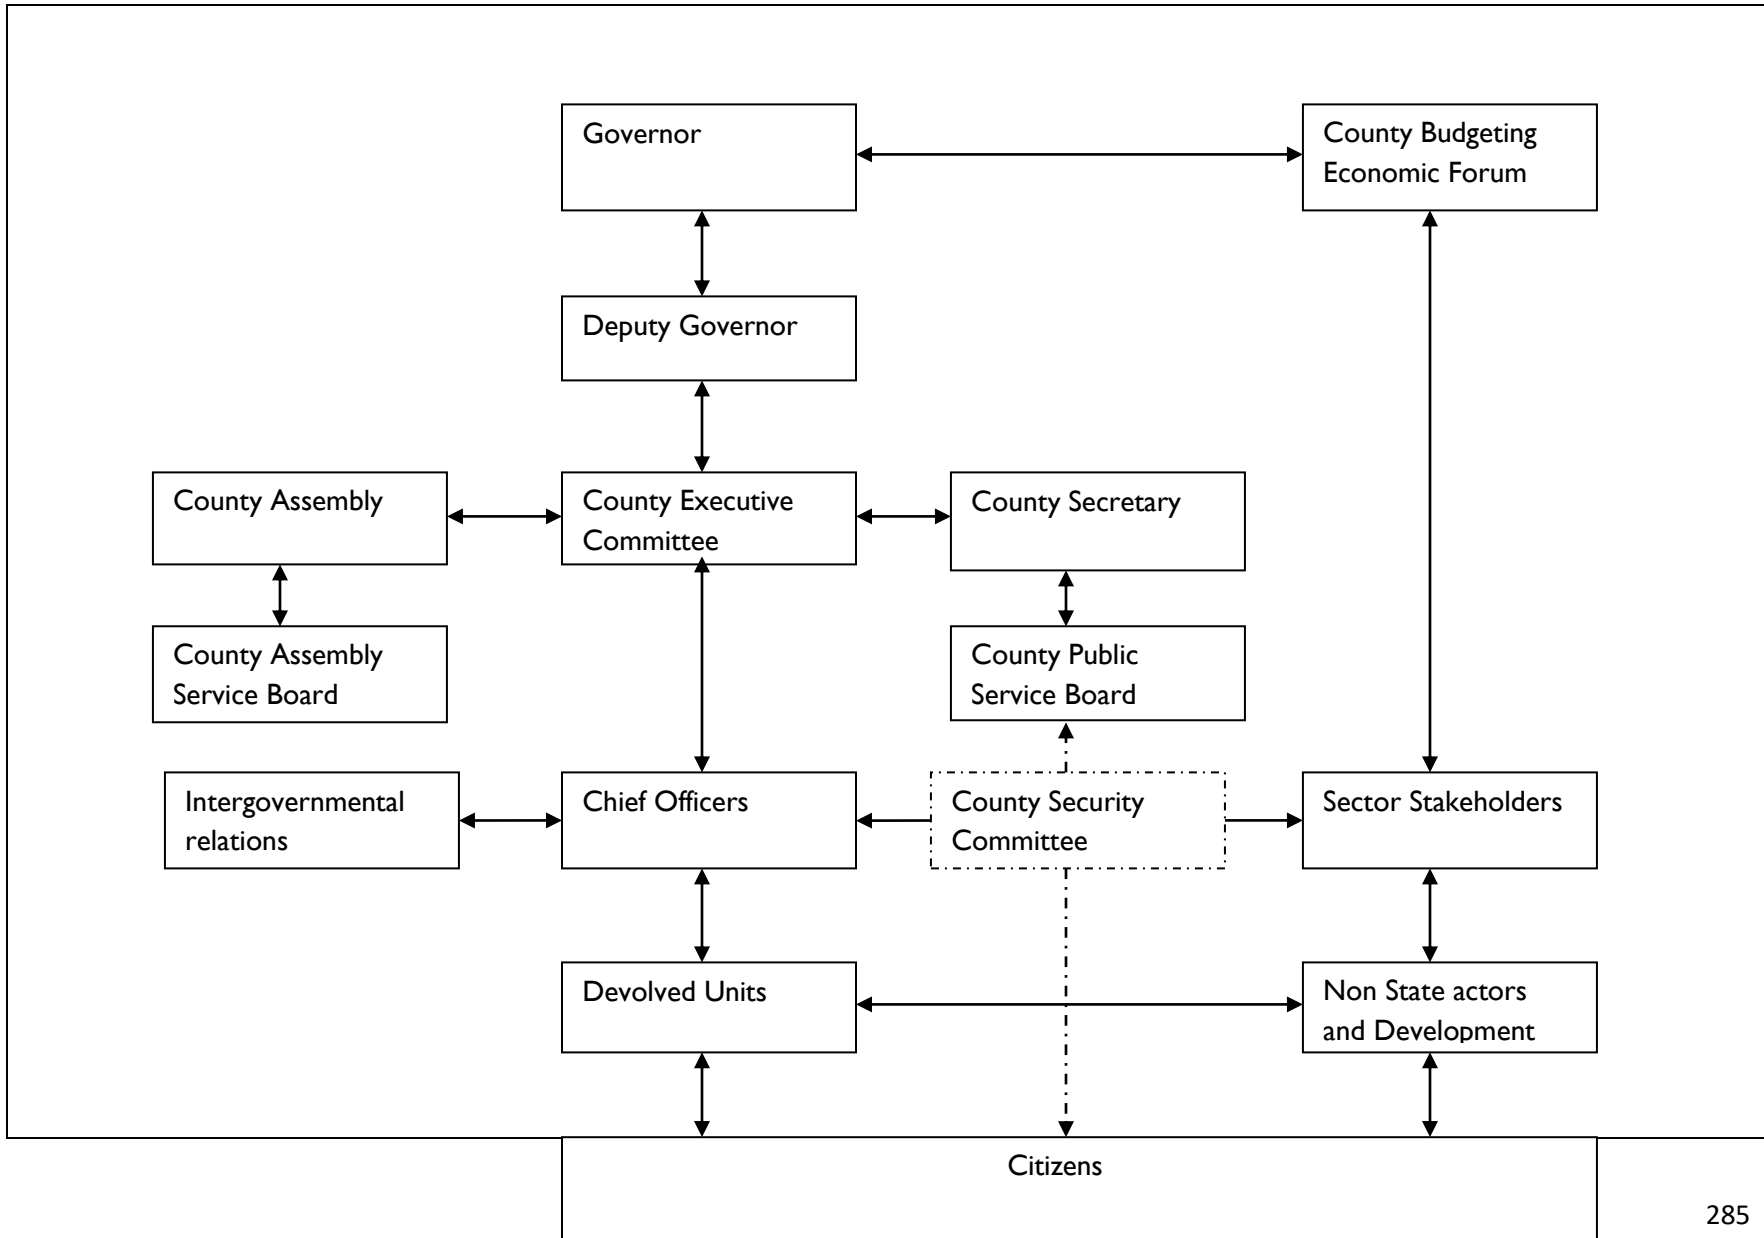 Governor
County Budgeting
Economic Forum
Deputy Governor
County Assembly
County Executive
Committee
County Secretary
County Assembly
Service Board
County Public
Service Board
Intergovernmental
relations
Chief Officers
County Security
Committee
Sector Stakeholders
Devolved Units
Non State actors
and Development
Citizens
285